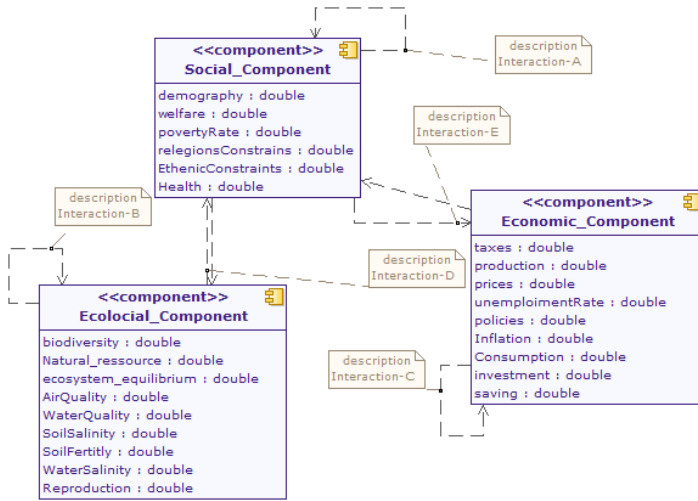 <<component>>
Social_Component
demography : double
welfare : double
povertyRate : double
relegionsConstrains : double
EthenicConstraints : double
Health : double
description
Interaction-A
description
Interaction-E
description
Interaction-B
<<component>>
Economic_Component
taxes : double
production : double
prices : double
unemploimentRate : double
policies : double
Inflation : double
Consumption : double
investment : double
saving : double
description
Interaction-D
<<component>>
Ecolocial_Component
biodiversity : double
Natural_ressource : double
ecosystem_equilibrium : double
AirQuality : double
WaterQuality : double
SoilSalinity : double
SoilFertitly : double
WaterSalinity : double
Reproduction : double
description
Interaction-C